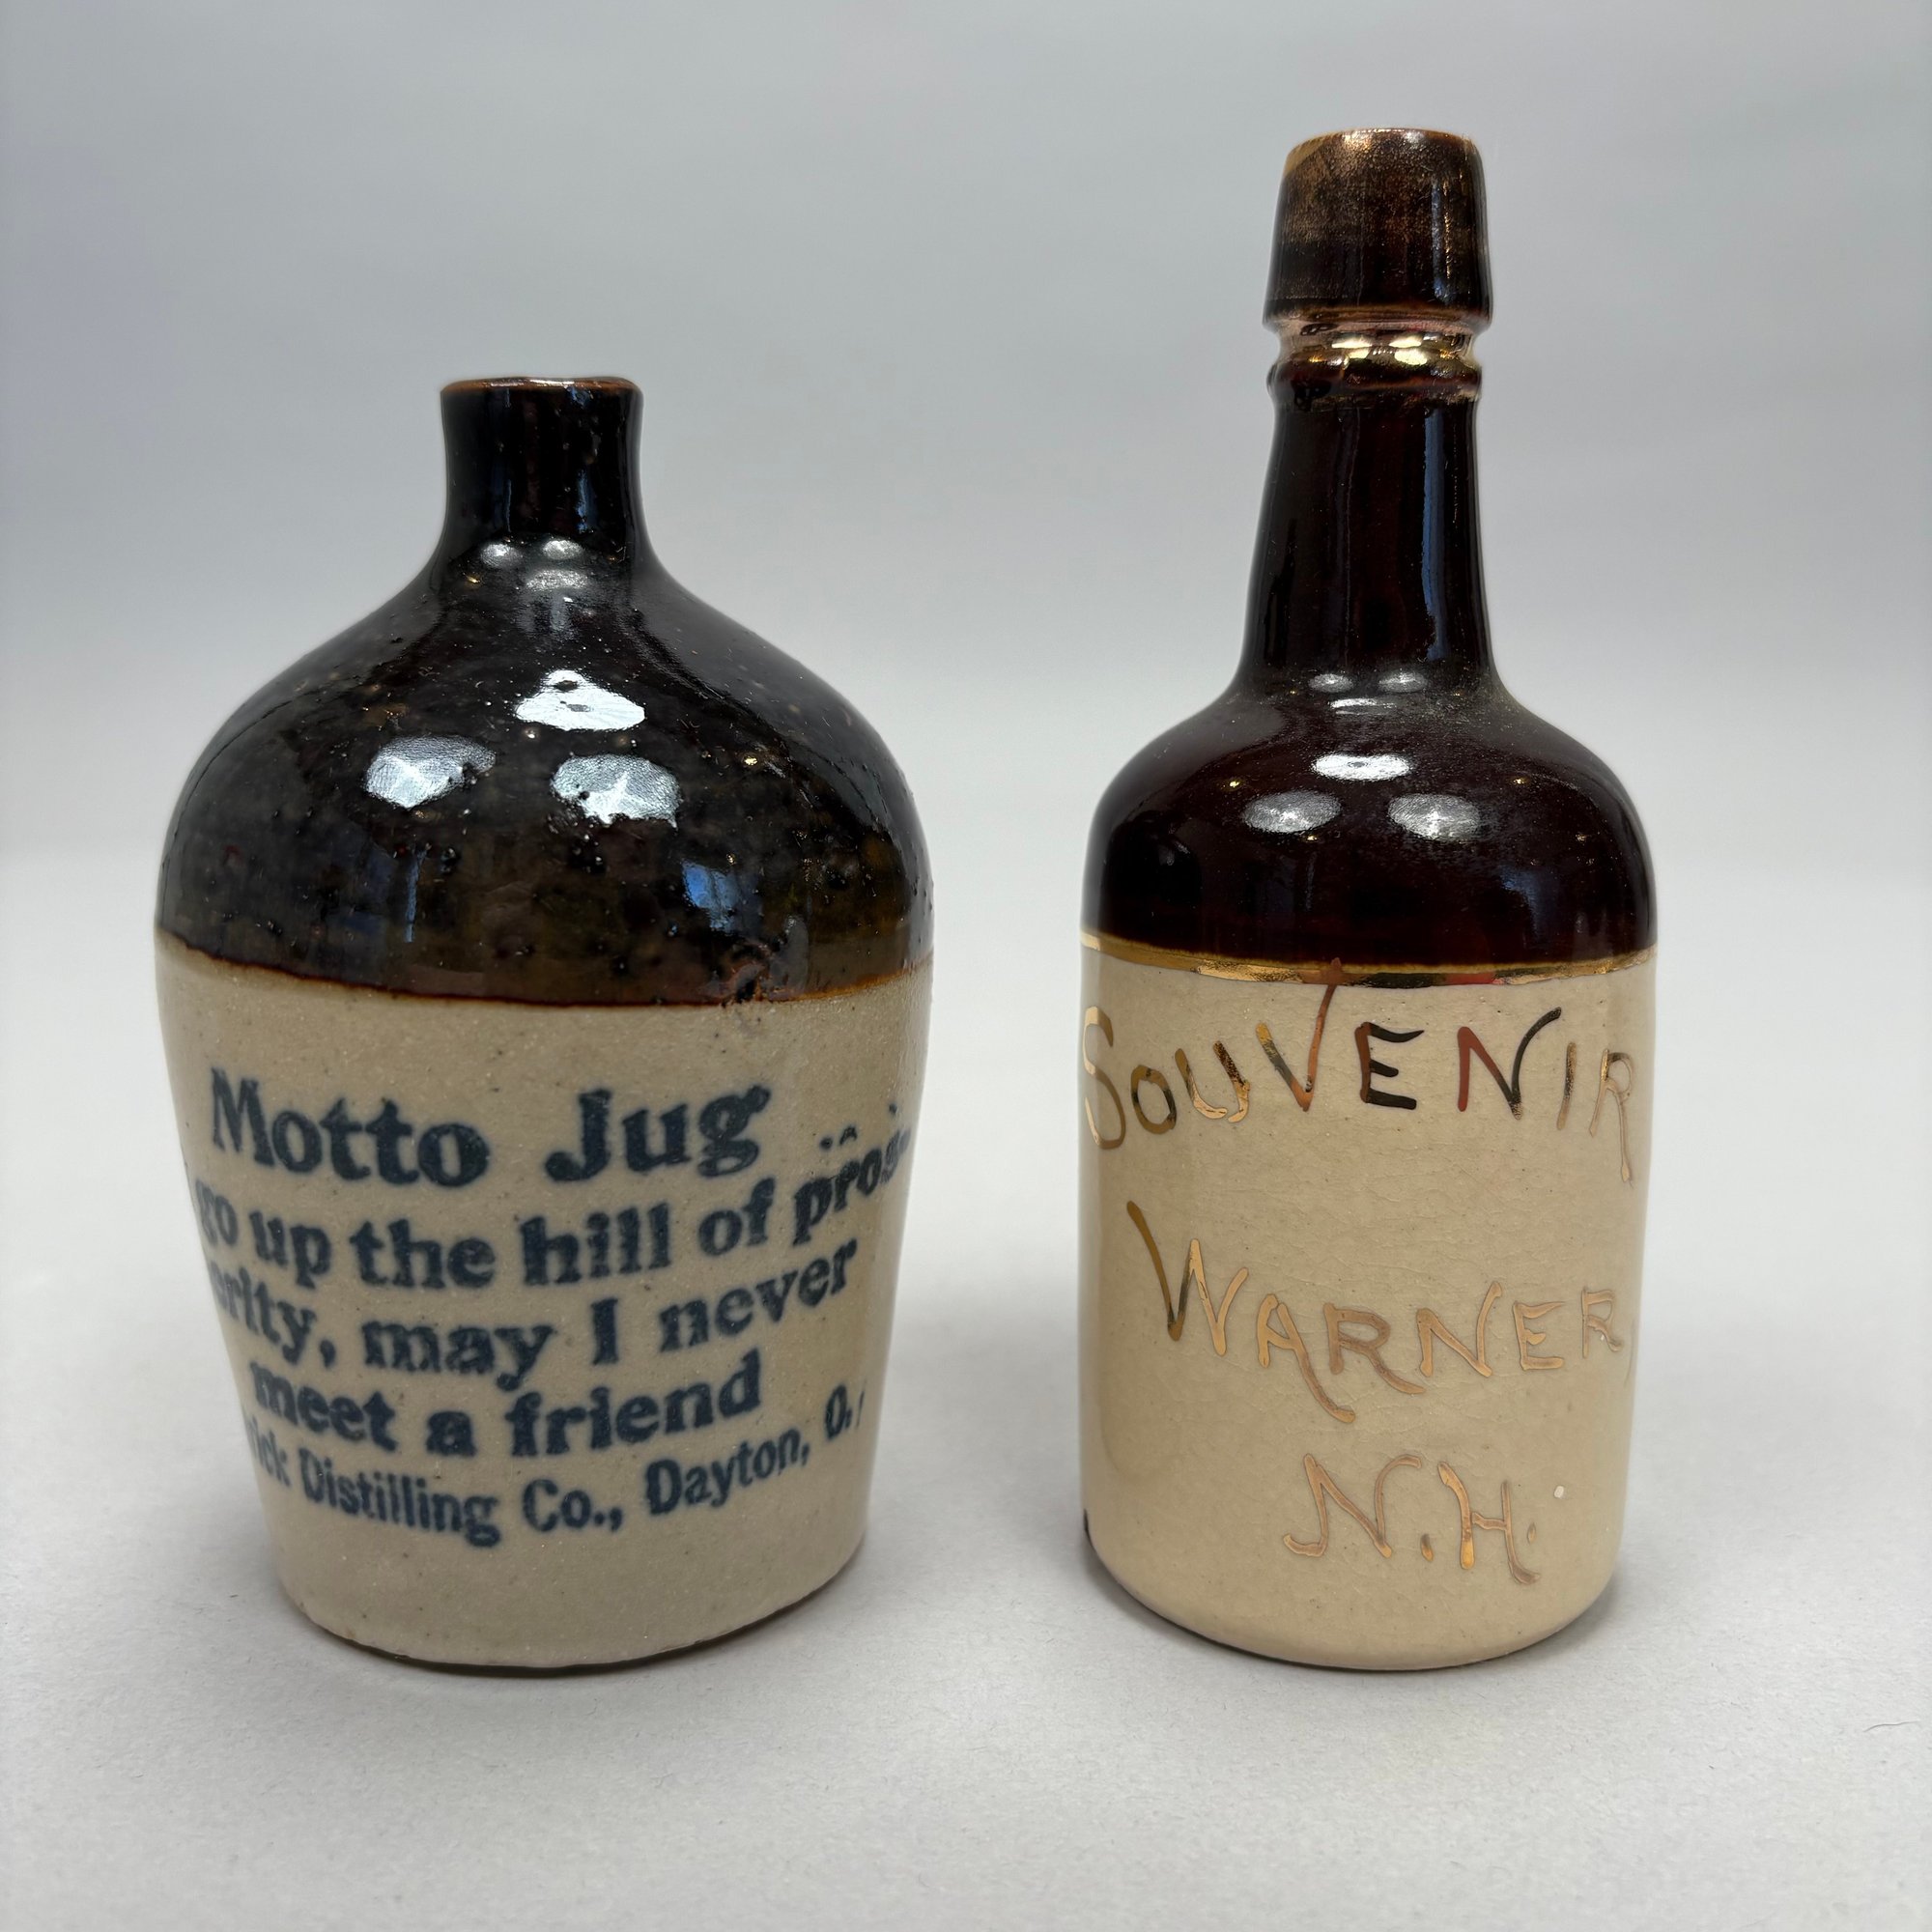 Motto Jug
go up the hill of pros-
erity, may I never
meet a friend
Distilling Co., Dayton, O.
SOUVENIR
WARNER
N.H.